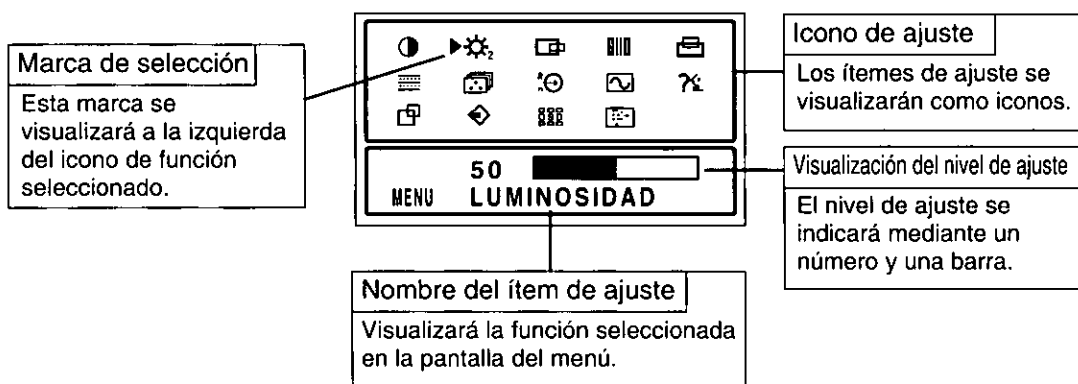 Marca de selección
Esta marca se
visualizará a la izquierda
del icono de función
seleccionado.
50
MENU LUMINOSIDAD
Icono de ajuste
Los ítemes de ajuste se
visualizarán como iconos.
Visualización del nivel de ajuste
El nivel de ajuste se
indicará mediante un
número y una barra.
Nombre del ítem de ajuste
Visualizará la función seleccionada
en la pantalla del menú.